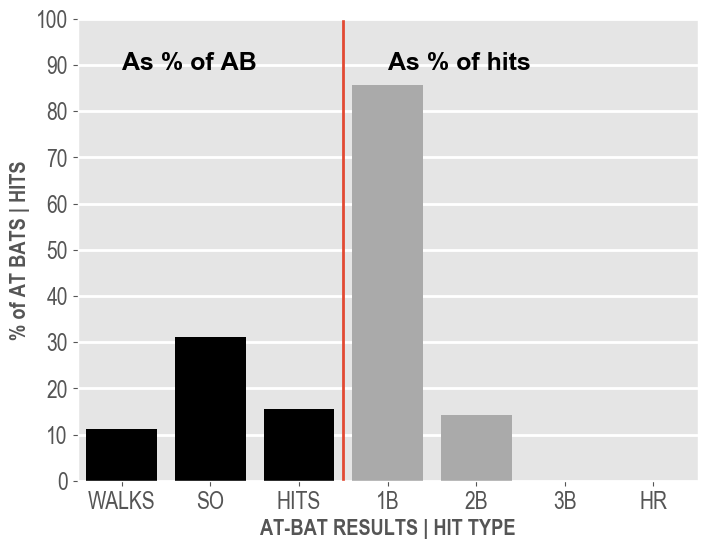 As % of AB
As % of hits
100
90
80
70
60
50
40
30
20
10
0
% of AT BATS | HITS
WALKS SO HITS 1B 2B 3B HR
AT-BAT RESULTS | HIT TYPE